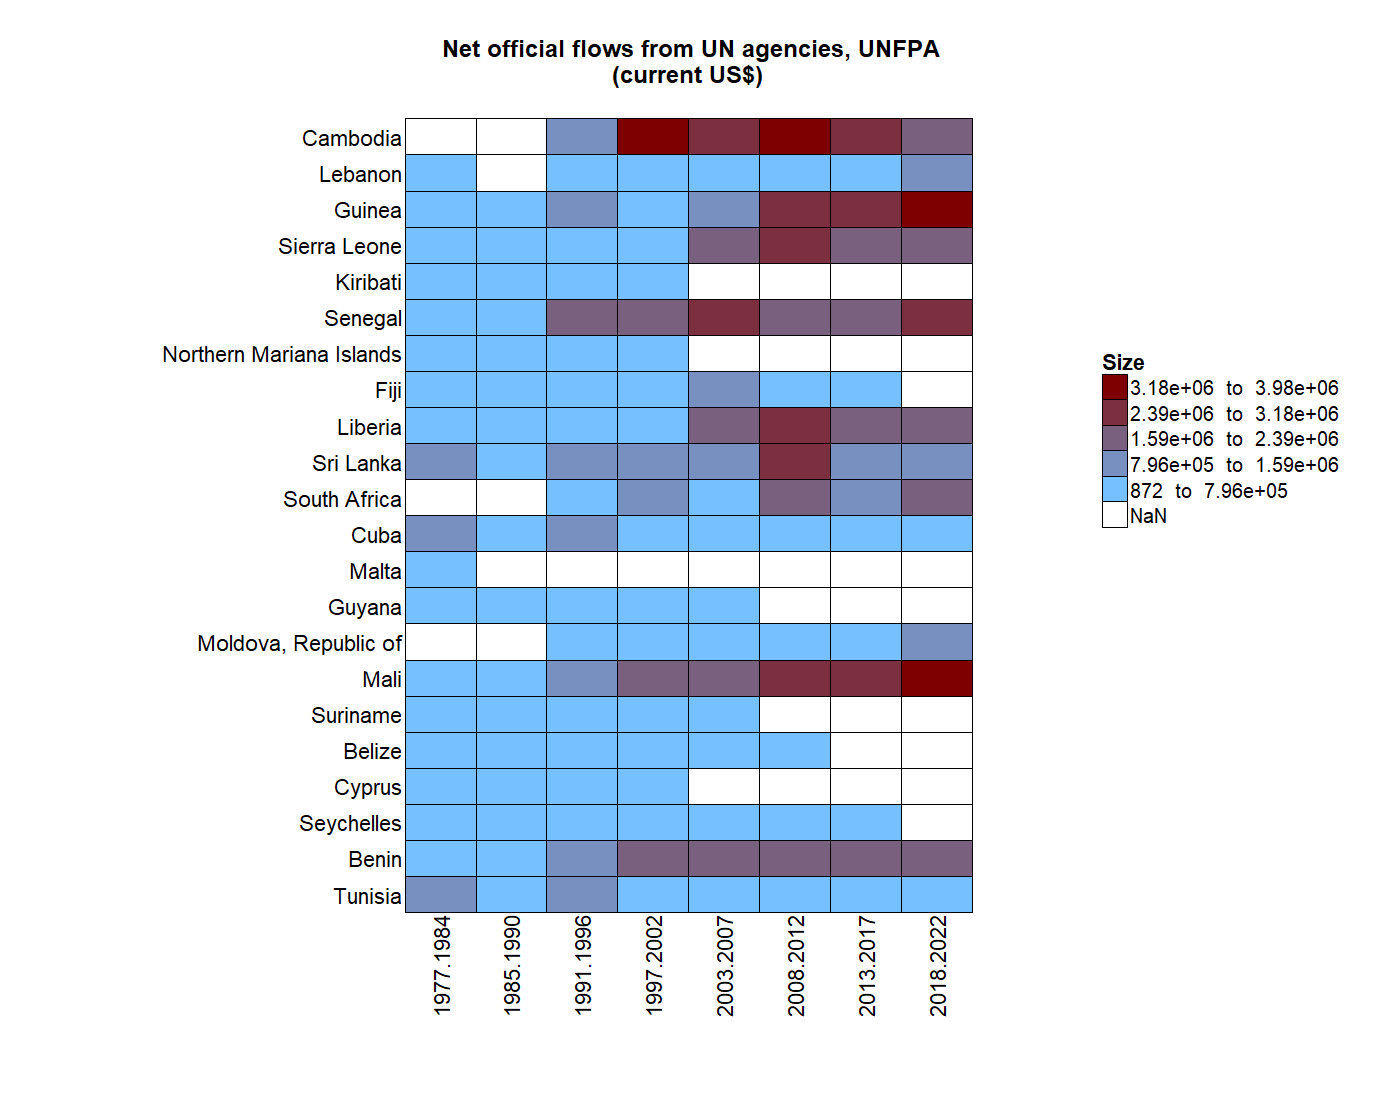 Net official flows from UN agencies, UNFPA
(current US$)
Cambodia
Lebanon
Guinea
Sierra Leone
Kiribati
Senegal
Northern Mariana Islands
Fiji
Liberia
Sri Lanka
South Africa
Cuba
Malta
Guyana
Moldova, Republic of
Mali
Suriname
Belize
Cyprus
Seychelles
Benin
Tunisia
1977.1984
1985.1990
1991.1996
1997.2002
2003.2007
2008.2012
2013.2017
2018.2022
Size
3.18e+06 to 3.98e+06
2.39e+06 to 3.18e+06
1.59e+06 to 2.39e+06
7.96e+05 to 1.59e+06
872 to 7.96e+05
NaN